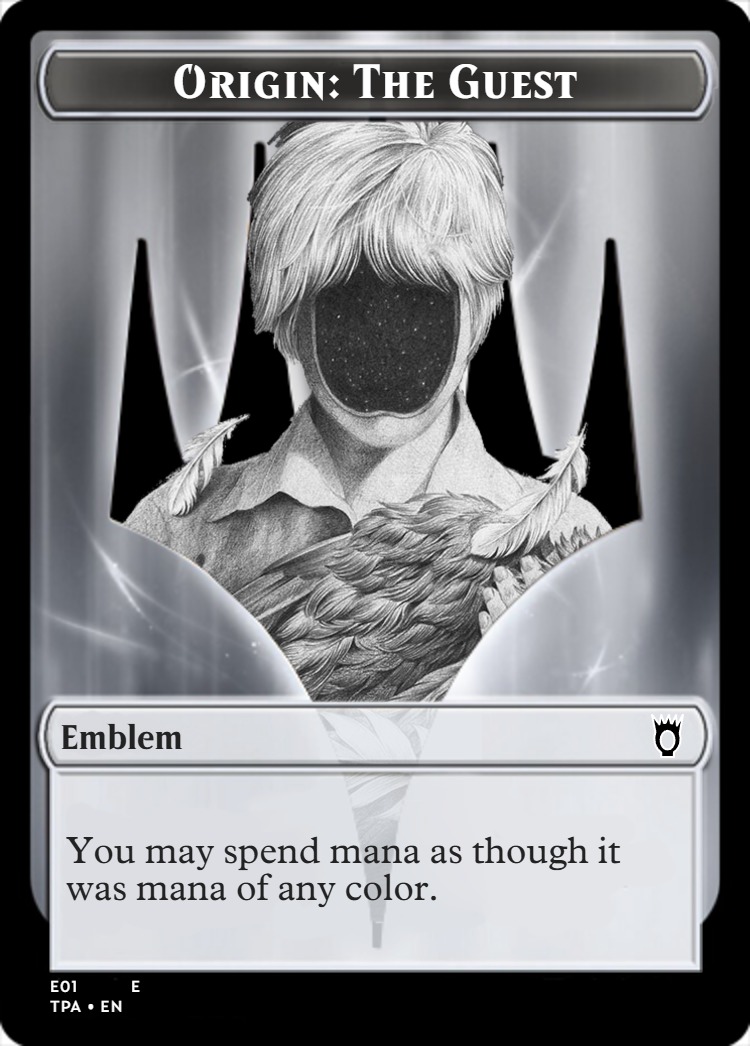 Origin: The Guest
Emblem
You may spend mana as though it
was mana of any color.
E01 E
TPA • EN